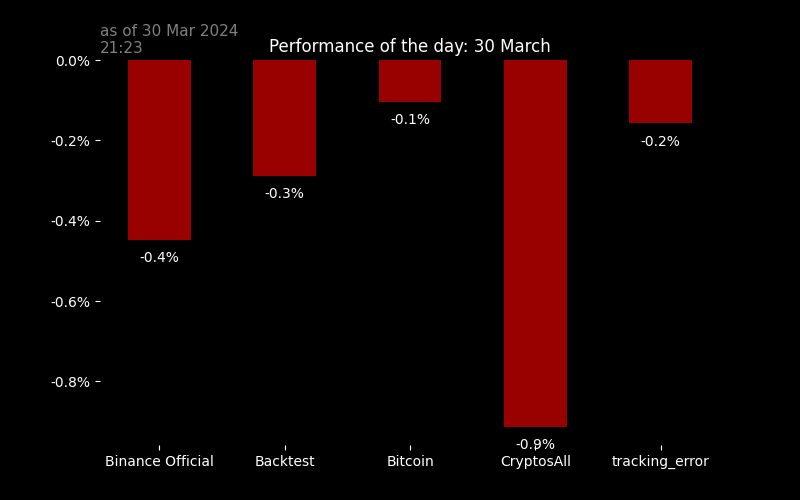 as of 30 Mar 2024
21:23
Performance of the day: 30 March
0.0%
-0.2%
-0.4%
-0.6%
-0.8%
-0.4%
-0.3%
-0.1%
-0.9%
-0.2%
Binance Official
Backtest
Bitcoin
CryptosAll
tracking_error